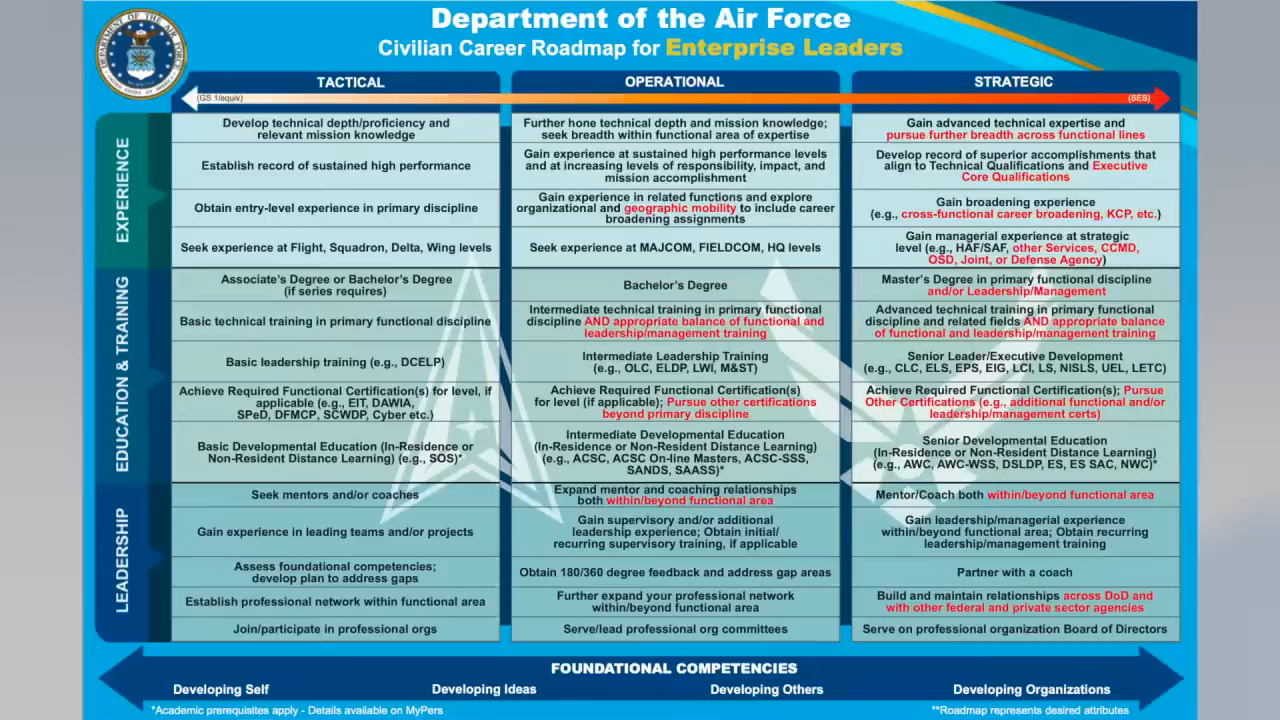 Department of the Air Force
Civilian Career Roadmap for Enterprise Leaders
TACTICAL
OPERATIONAL
STRATEGIC
(GS 1/equiv)
(SES)
EXPERIENCE
Develop technical depth/proficiency and
relevant mission knowledge
Further hone technical depth and mission knowledge;
seek breadth within functional area of expertise
Gain advanced technical expertise and
pursue further breadth across functional lines
Establish record of sustained high performance
Gain experience at sustained high performance levels
and at increasing levels of responsibility, impact, and
mission accomplishment
Develop record of superior accomplishments that
align to Technical Qualifications and Executive
Core Qualifications
Obtain entry-level experience in primary discipline
Gain experience in related functions and explore
organizational and geographic mobility to include career
broadening assignments
Gain broadening experience
(e.g., cross-functional career broadening, KCP, etc.)
Seek experience at Flight, Squadron, Delta, Wing levels
Seek experience at MAJCOM, FIELDCOM, HQ levels
Gain managerial experience at strategic
level (e.g., HAF/SAF, other Services, CCMD,
OSD, Joint, or Defense Agency)
EDUCATION & TRAINING
Associate's Degree or Bachelor's Degree
(if series requires)
Bachelor's Degree
Master's Degree in primary functional discipline
and/or Leadership/Management
Basic technical training in primary functional discipline
Intermediate technical training in primary functional
discipline AND appropriate balance of functional and
leadership/management training
Advanced technical training in primary functional
discipline and related fields AND appropriate balance
of functional and leadership/management training
Basic leadership training (e.g., DCELP)
Intermediate Leadership Training
(e.g., OLC, ELDP, LWI, M&ST)
Senior Leader/Executive Development
(e.g., CLC, ELS, EPS, EIG, LCI, LS, NISLS, UEL, LETC)
Achieve Required Functional Certification(s) for level, if
applicable (e.g., EIT, DAWIA,
SPeD, DFMCP, SCWDP, Cyber etc.)
Achieve Required Functional Certification(s)
for level (if applicable); Pursue other certifications
beyond primary discipline
Achieve Required Functional Certification(s); Pursue
Other Certifications (e.g., additional functional and/or
leadership/management certs)
Basic Developmental Education (In-Residence or
Non-Resident Distance Learning) (e.g., SOS)*
Intermediate Developmental Education
(In-Residence or Non-Resident Distance Learning)
(e.g., ACSC, ACSC On-line Masters, ACSC-SSS,
SANDS, SAASS)*
Senior Developmental Education
(In-Residence or Non-Resident Distance Learning)
(e.g., AWC, AWC-WSS, DSLDP, ES, ES SAC, NWC)*
LEADERSHIP
Seek mentors and/or coaches
Expand mentor and coaching relationships
both within/beyond functional area
Mentor/Coach both within/beyond functional area
Gain experience in leading teams and/or projects
Gain supervisory and/or additional
leadership experience; Obtain initial/
recurring supervisory training, if applicable
Gain leadership/managerial experience
within/beyond functional area; Obtain recurring
leadership/management training
Assess foundational competencies;
develop plan to address gaps
Obtain 180/360 degree feedback and address gap areas
Partner with a coach
Establish professional network within functional area
Further expand your professional network
within/beyond functional area
Build and maintain relationships across DoD and
with other federal and private sector agencies
Join/participate in professional orgs
Serve/lead professional org committees
Serve on professional organization Board of Directors
FOUNDATIONAL COMPETENCIES
Developing Self
Developing Ideas
Developing Others
Developing Organizations
*Academic prerequisites apply - Details available on MyPers
**Roadmap represents desired attributes